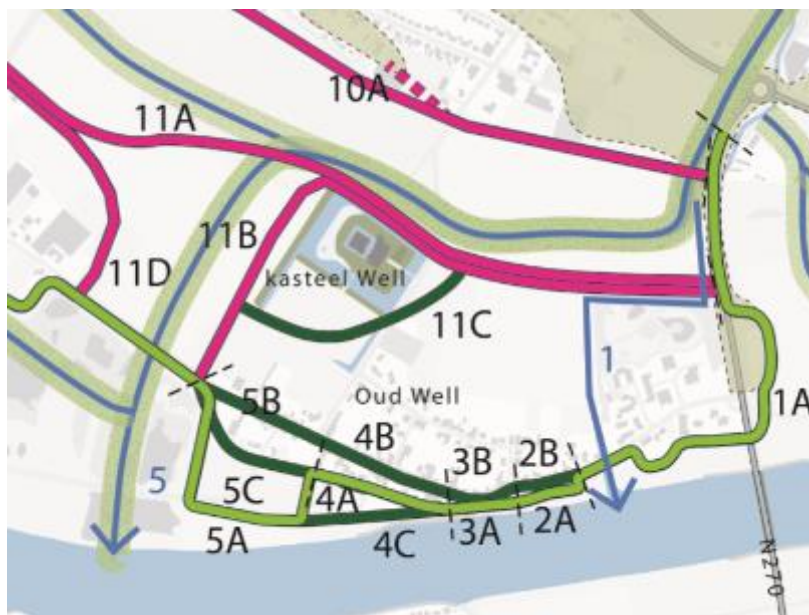 10A
11A
11B
11D
kasteel Well
11C
1
1A
5B
Oud Well
4B
3B
2B
5
5C
4A
5A
4C
3A
2A
N270